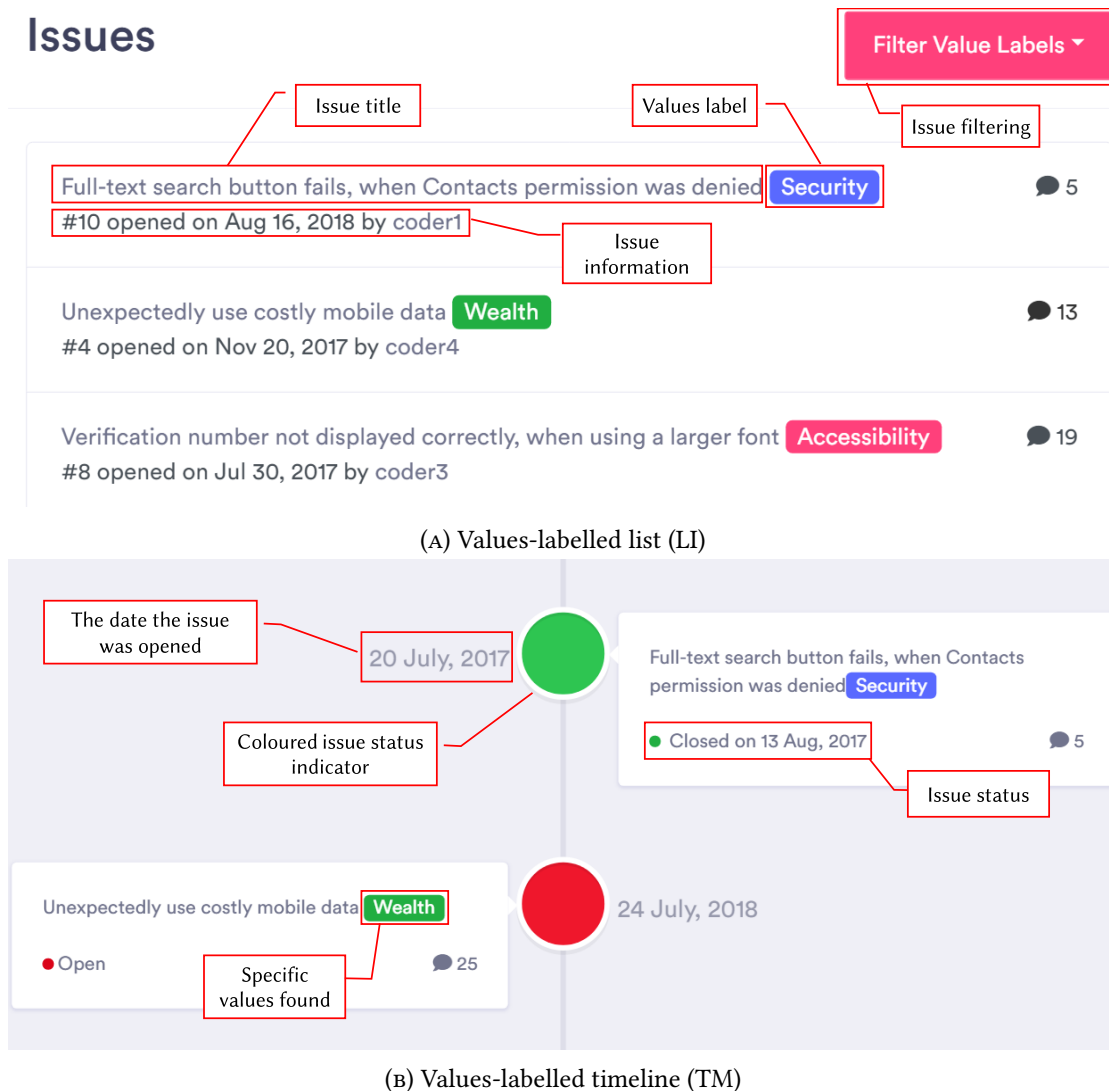 Issues
Filter Value Labels
Issue title
Values label
Issue filtering
Full-text search button fails, when Contacts permission was denied Security
5
#10 opened on Aug 16, 2018 by coder1
Issue
information
Unexpectedly use costly mobile data Wealth
13
#4 opened on Nov 20, 2017 by coder4
Verification number not displayed correctly, when using a larger font Accessibility
19
#8 opened on Jul 30, 2017 by coder3
(A) Values-labelled list (LI)
The date the issue
was opened
20 July, 2017
Full-text search button fails, when Contacts
permission was denied Security
Coloured issue status
indicator
Closed on 13 Aug, 2017
5
Issue status
Unexpectedly use costly mobile data Wealth
24 July, 2018
Open
25
Specific
values found
(B) Values-labelled timeline (TM)